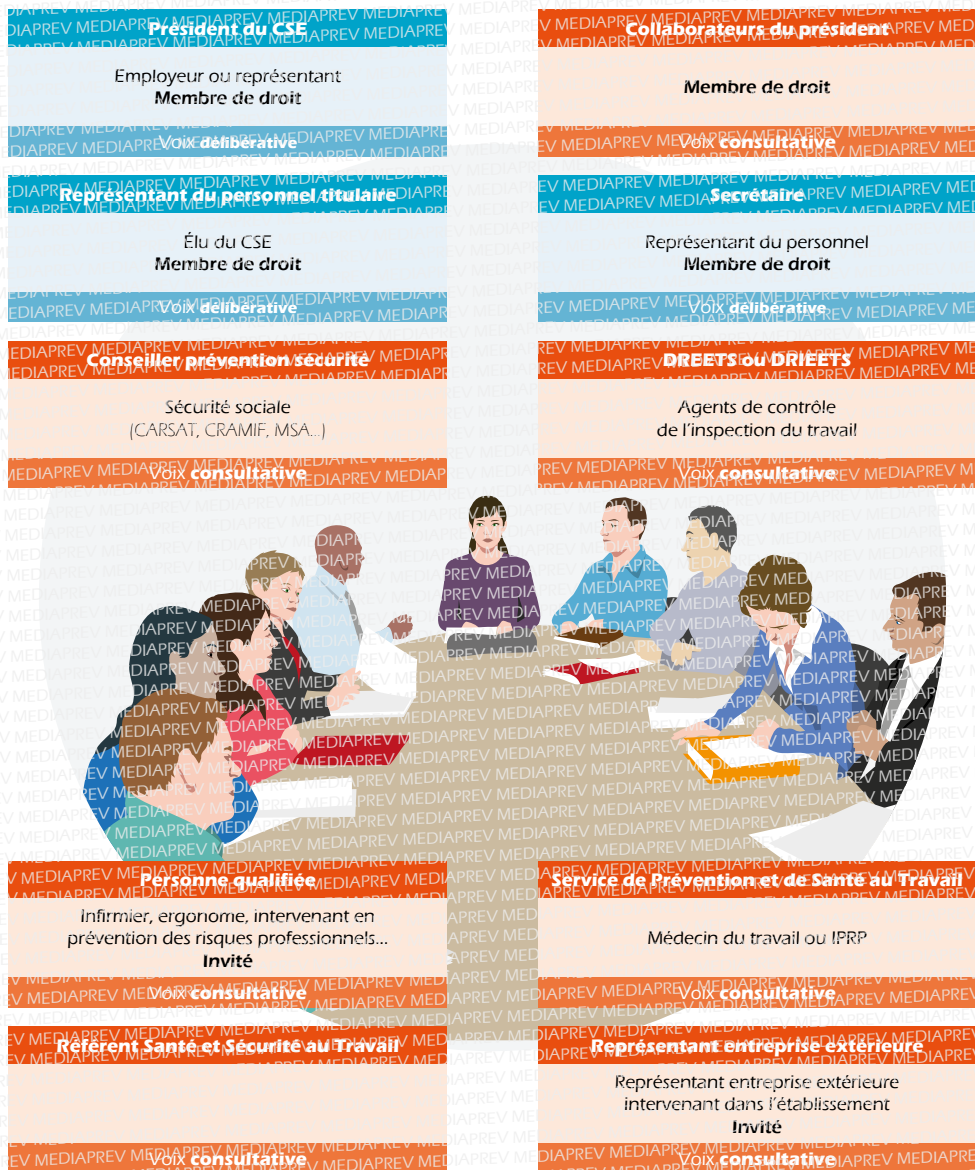 Président du CSE
Employeur ou représentant
Membre de droit
Voix délibérative
Collaborateurs du président
Membre de droit
Voix consultative
Représentant du personnel titulaire
Élu du CSE
Membre de droit
Voix délibérative
Secrétaire
Représentant du personnel
Membre de droit
Voix délibérative
Conseiller prévention/sécurité
Sécurité sociale
(CARSAT, CRAMIF, MSA...)
Voix consultative
DREETS ou DRIEETS
Agents de contrôle
de l'inspection du travail
Voix consultative
Personne qualifiée
Infirmier, ergonome, intervenant en
prévention des risques professionnels...
Invité
Voix consultative
Service de Prévention et de Santé au Travail
Médecin du travail ou IPRP
Voix consultative
Référent Santé et Sécurité au Travail
Voix consultative
Représentant entreprise extérieure
Représentant entreprise extérieure
intervenant dans l'établissement
Invité
Voix consultative
MEDIAPREV